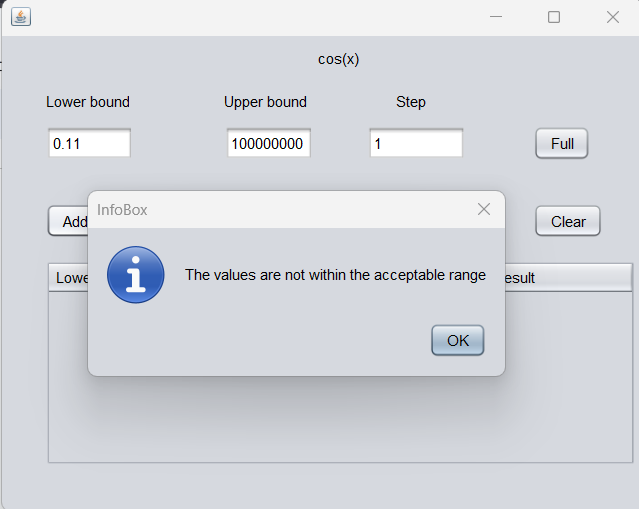 cos(x)
Lower bound Upper bound Step
0.11 100000000 1 Full
Add Clear
InfoBox
The values are not within the acceptable range
Lowe esult
OK